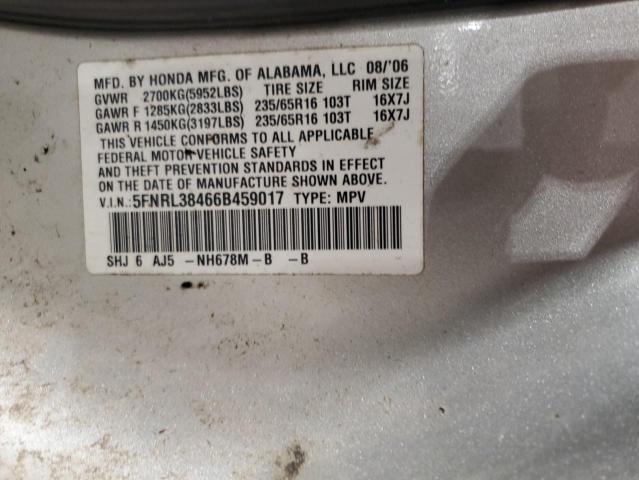 MFD. BY HONDA MFG. OF ALABAMA, LLC 08/'06
GVWR 2700KG(5952LBS) TIRE SIZE RIM SIZE
GAWR F 1285KG(2833LBS) 235/65R16 103T 16X7J
GAWR R 1450KG(3197LBS) 235/65R16 103T 16X7J
THIS VEHICLE CONFORMS TO ALL APPLICABLE
FEDERAL MOTOR-VEHICLE SAFETY
AND THEFT PREVENTION STANDARDS IN EFFECT
ON THE DATE OF MANUFACTURE SHOWN ABOVE.
V.I.N.:5FNRL38466B459017 TYPE: MPV
SHJ 6 AJ5 -NH678M-B -B